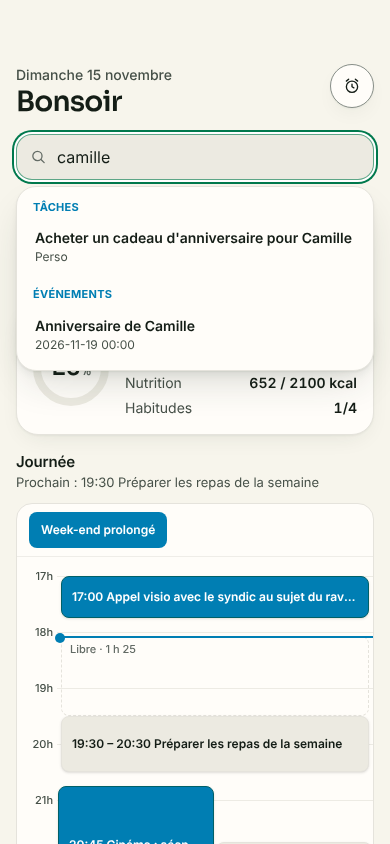 Dimanche 15 novembre
Bonsoir
camille
TÂCHES
Acheter un cadeau d'anniversaire pour Camille
Perso
ÉVÉNEMENTS
Anniversaire de Camille
2026-11-19 00:00
%
Nutrition 652 / 2100 kcal
Habitudes 1/4
Journée
Prochain : 19:30 Préparer les repas de la semaine
Week-end prolongé
17h
17:00 Appel visio avec le syndic au sujet du rav…
18h
Libre · 1 h 25
19h
19:30 – 20:30 Préparer les repas de la semaine
20h
21h